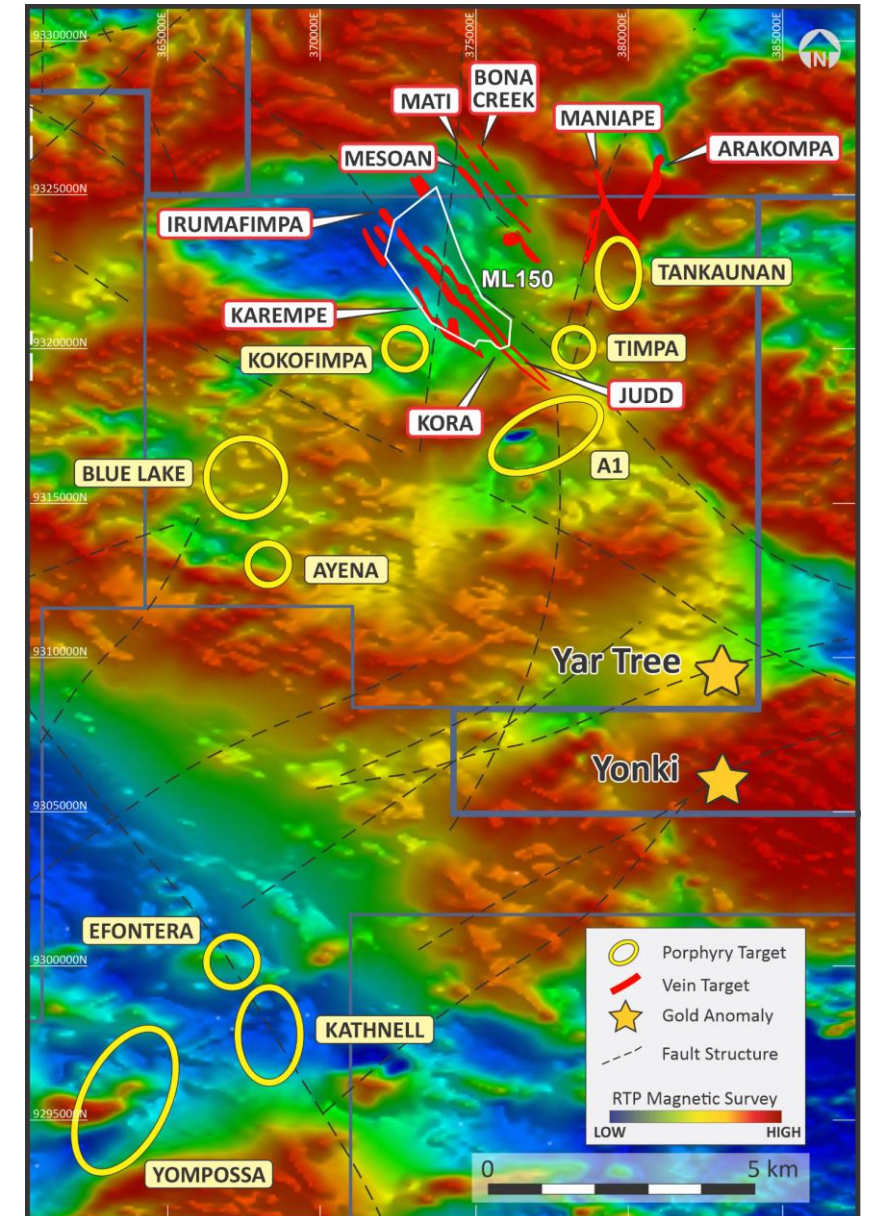 365000E
370000E
375000E
380000E
385000E
9330000N
N
BONA
CREEK
MATI
MANIAPE
MESOAN
ARAKOMPA
9325000N
IRUMAFIMPA
TANKAUNAN
ML150
KAREMPE
9320000N
KOKOFIMPA
TIMPA
JUDD
KORA
A1
BLUE LAKE
9315000N
AYENA
9310000N
Yar Tree
Yonki
9305000N
EFONTERA
9300000N
KATHNELL
9295000N
YOMPOSSA
Porphyry Target
Vein Target
Gold Anomaly
Fault Structure
RTP Magnetic Survey
LOW HIGH
0 5 km